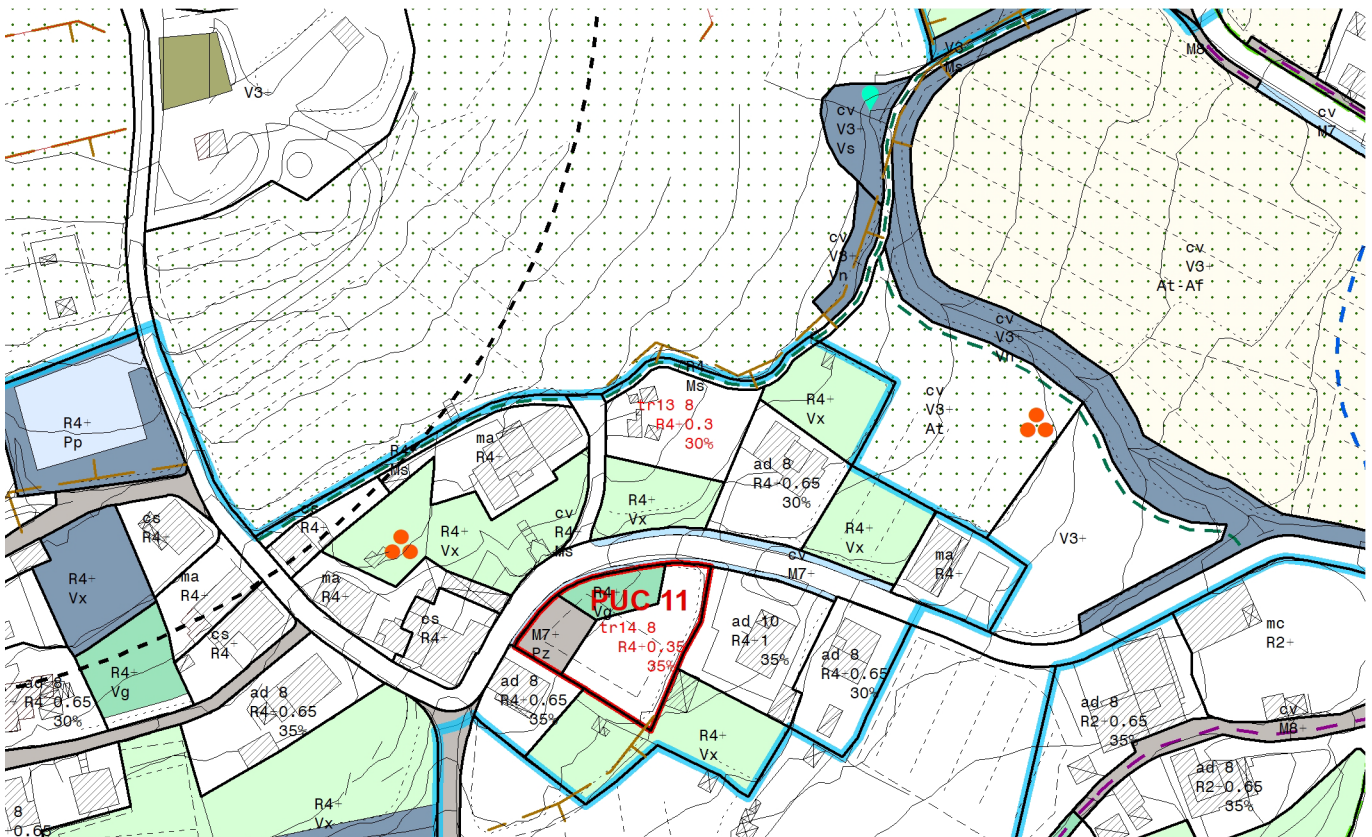 V3+
V3
Ms
M8
cv
M7+
cv
V3+
Vs
cv
V3+
Vn
cv
V3+
At-Af
cv
V3+
Vn
R4+
Pp
R4
Ms
tr13 8
R4+0.3
30%
R4+
Vx
cv
V3+
At
ma
R4+
R4
Ms
ad 8
R4+0.65
30%
cs
R4+
cs
R4+
R4+
Vx
cv
R4
Ms
R4+
Vx
R4+
Vx
V3+
cv
M7+
ma
R4+
R4+
Vx
ma
R4+
ma
R4+
R4+
Vg
PUC 11
cs
R4+
cs
R4
M7+
Pz
tr14 8
R4+0.35
35%
ad 10
R4+1
35%
mc
R2+
ad 8
R4+0.65
30%
R4+
Vg
ad 8
R4+0.65
30%
ad 8
R4+0.65
35%
ad 8
R4+0.65
35%
R4+
Vx
ad 8
R2+0.65
35%
cv
M8+
ad 8
R2+0.65
35%
R4+
Vx
8
0.65